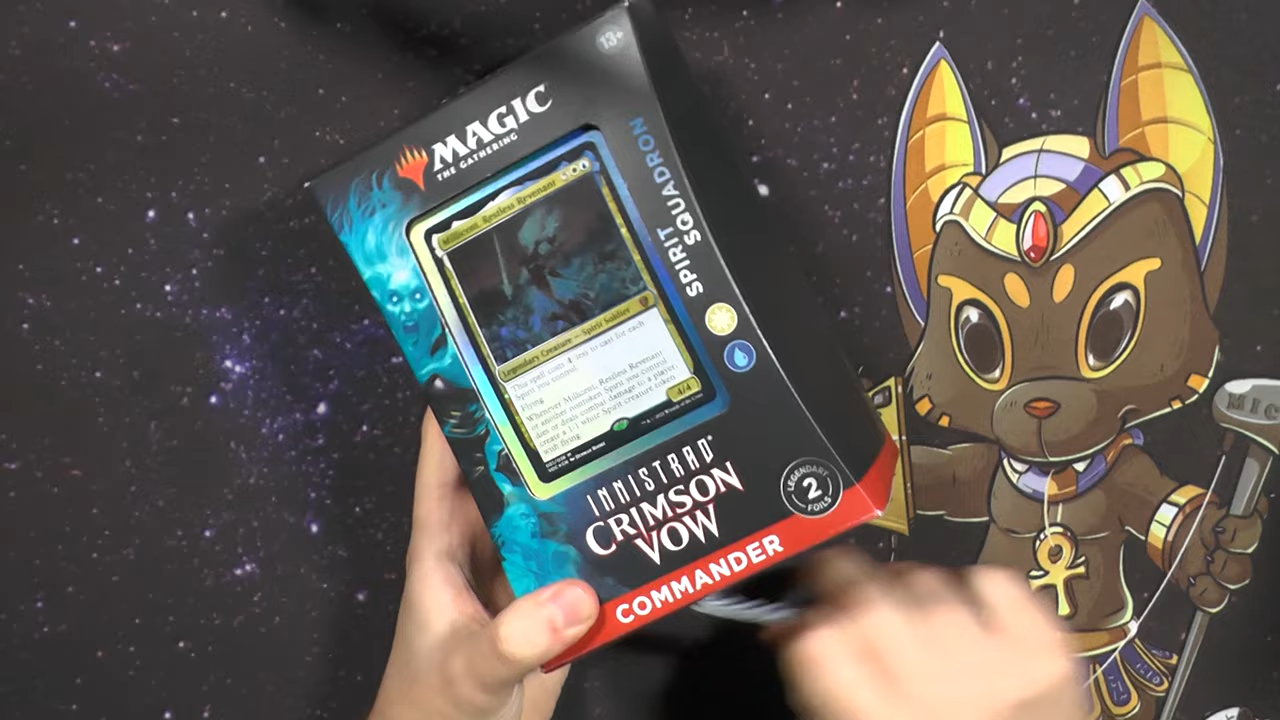 13+
MAGIC
THE GATHERING
SPIRIT
SQUADRON
Millicent, Restless Revenant
Legendary Creature — Spirit Soldier
This spell costs 1 less to cast for each
Spirit you control.
Flying
Whenever Millicent, Restless Revenant
or another nontoken Spirit you control
dies or deals combat damage to a player,
create a 1/1 white Spirit creature token
with flying.
4/4
INNISTRAD
CRIMSON
VOW
LEGENDARY
2
FOILS
COMMANDER
MIC